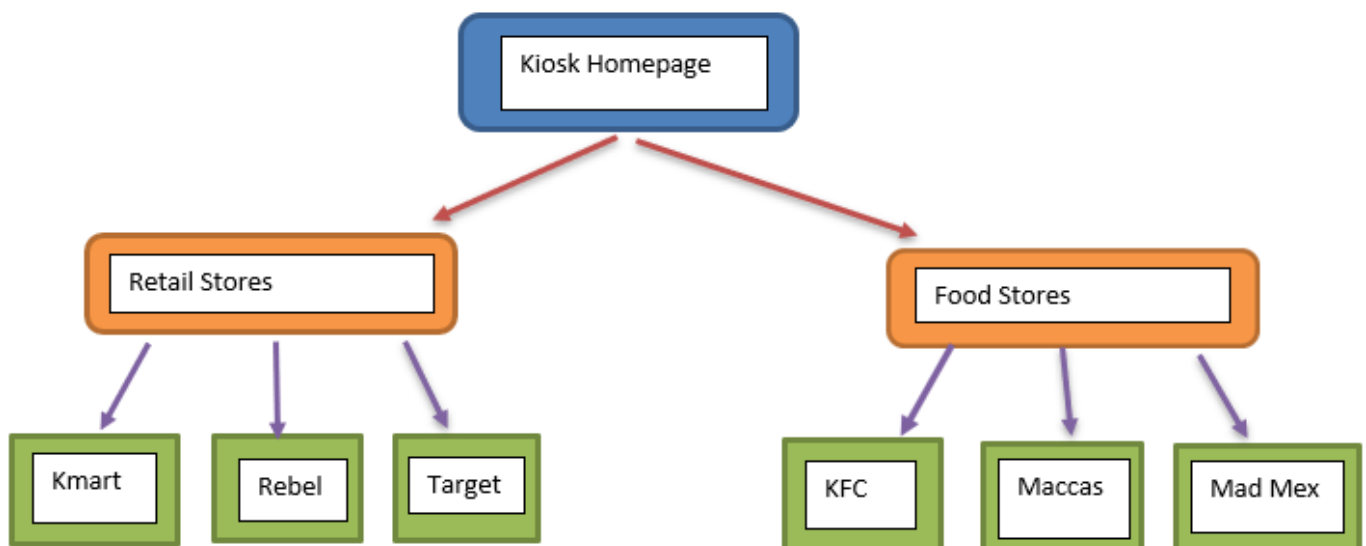 Kiosk Homepage
Retail Stores
Food Stores
Kmart
Rebel
Target
KFC
Maccas
Mad Mex